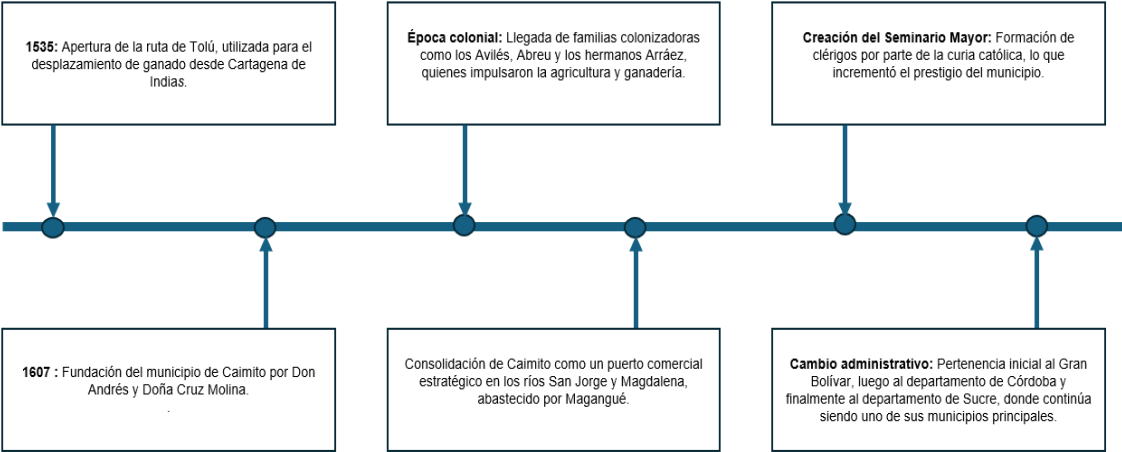 1535: Apertura de la ruta de Tolú, utilizada para el
desplazamiento de ganado desde Cartagena de
Indias.
Época colonial: Llegada de familias colonizadoras
como los Avilés, Abreu y los hermanos Arráez,
quienes impulsaron la agricultura y ganadería.
Creación del Seminario Mayor: Formación de
clérigos por parte de la curia católica, lo que
incrementó el prestigio del municipio.
1607 : Fundación del municipio de Caimito por Don
Andrés y Doña Cruz Molina.
.
Consolidación de Caimito como un puerto comercial
estratégico en los ríos San Jorge y Magdalena,
abastecido por Magangué.
Cambio administrativo: Pertenencia inicial al Gran
Bolívar, luego al departamento de Córdoba y
finalmente al departamento de Sucre, donde continúa
siendo uno de sus municipios principales.